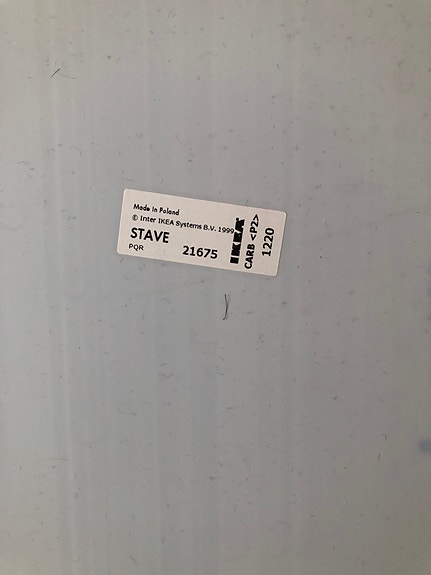 Made in Poland
© Inter IKEA Systems B.V. 1999
STAVE
PQR 21675
IKEA
CARB <P2>
1220